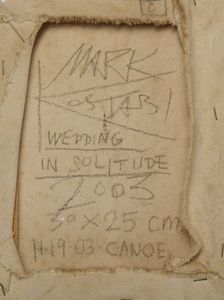 MARK
KOSTABI
WEDDING
IN SOLITUDE
2003
30 × 25 cm
11-19-03-CANOE